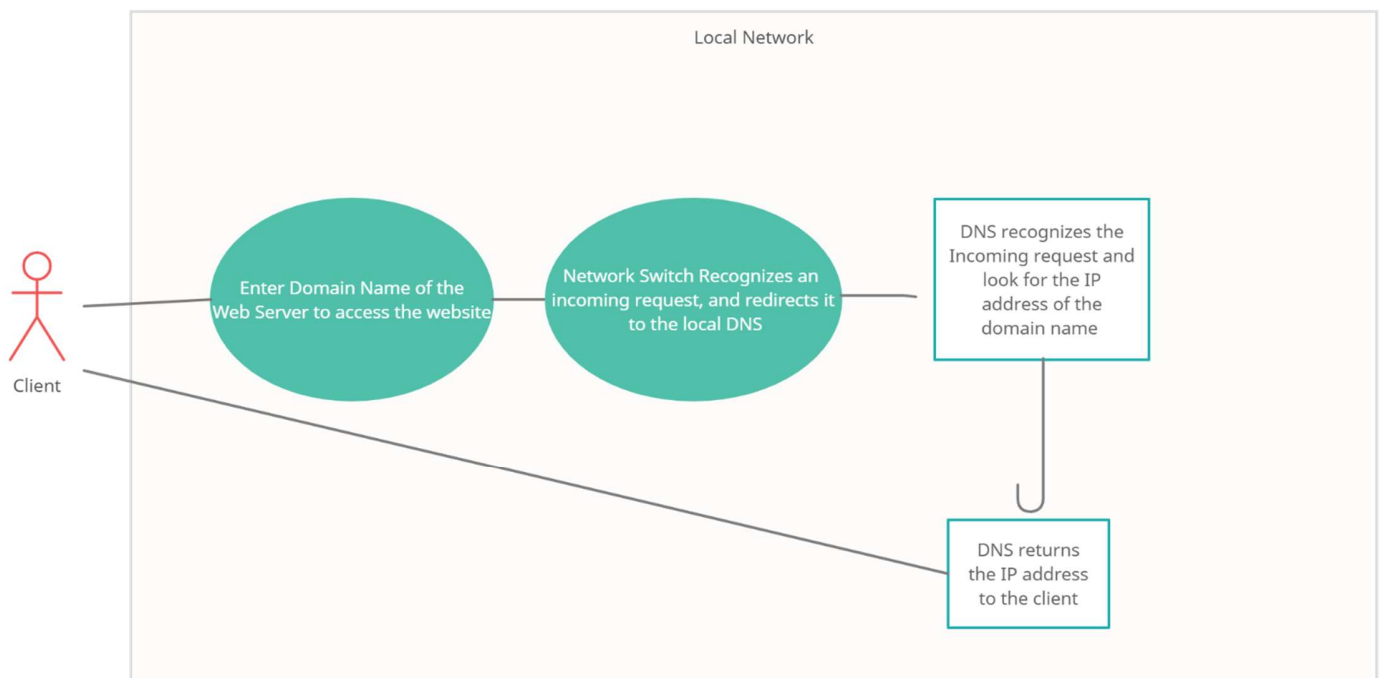 Local Network
Enter Domain Name of the
Web Server to access the website
Network Switch Recognizes an
incoming request, and redirects it
to the local DNS
DNS recognizes the
Incoming request and
look for the IP
address of the
domain name
Client
DNS returns
the IP address
to the client